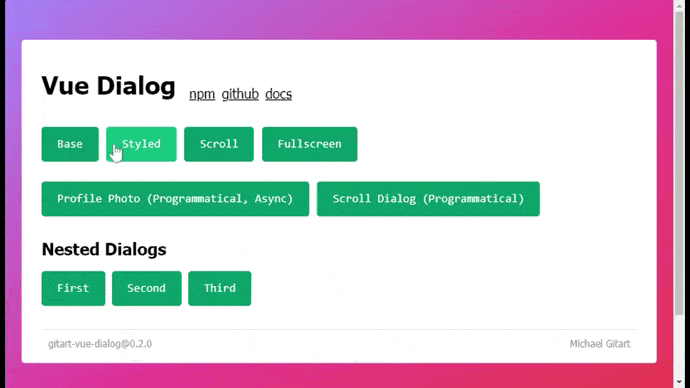 Vue Dialog npm github docs
Base Styled Scroll Fullscreen
Profile Photo (Programmatical, Async) Scroll Dialog (Programmatical)
Nested Dialogs
First Second Third
gitart-vue-dialog@0.2.0 Michael Gitart